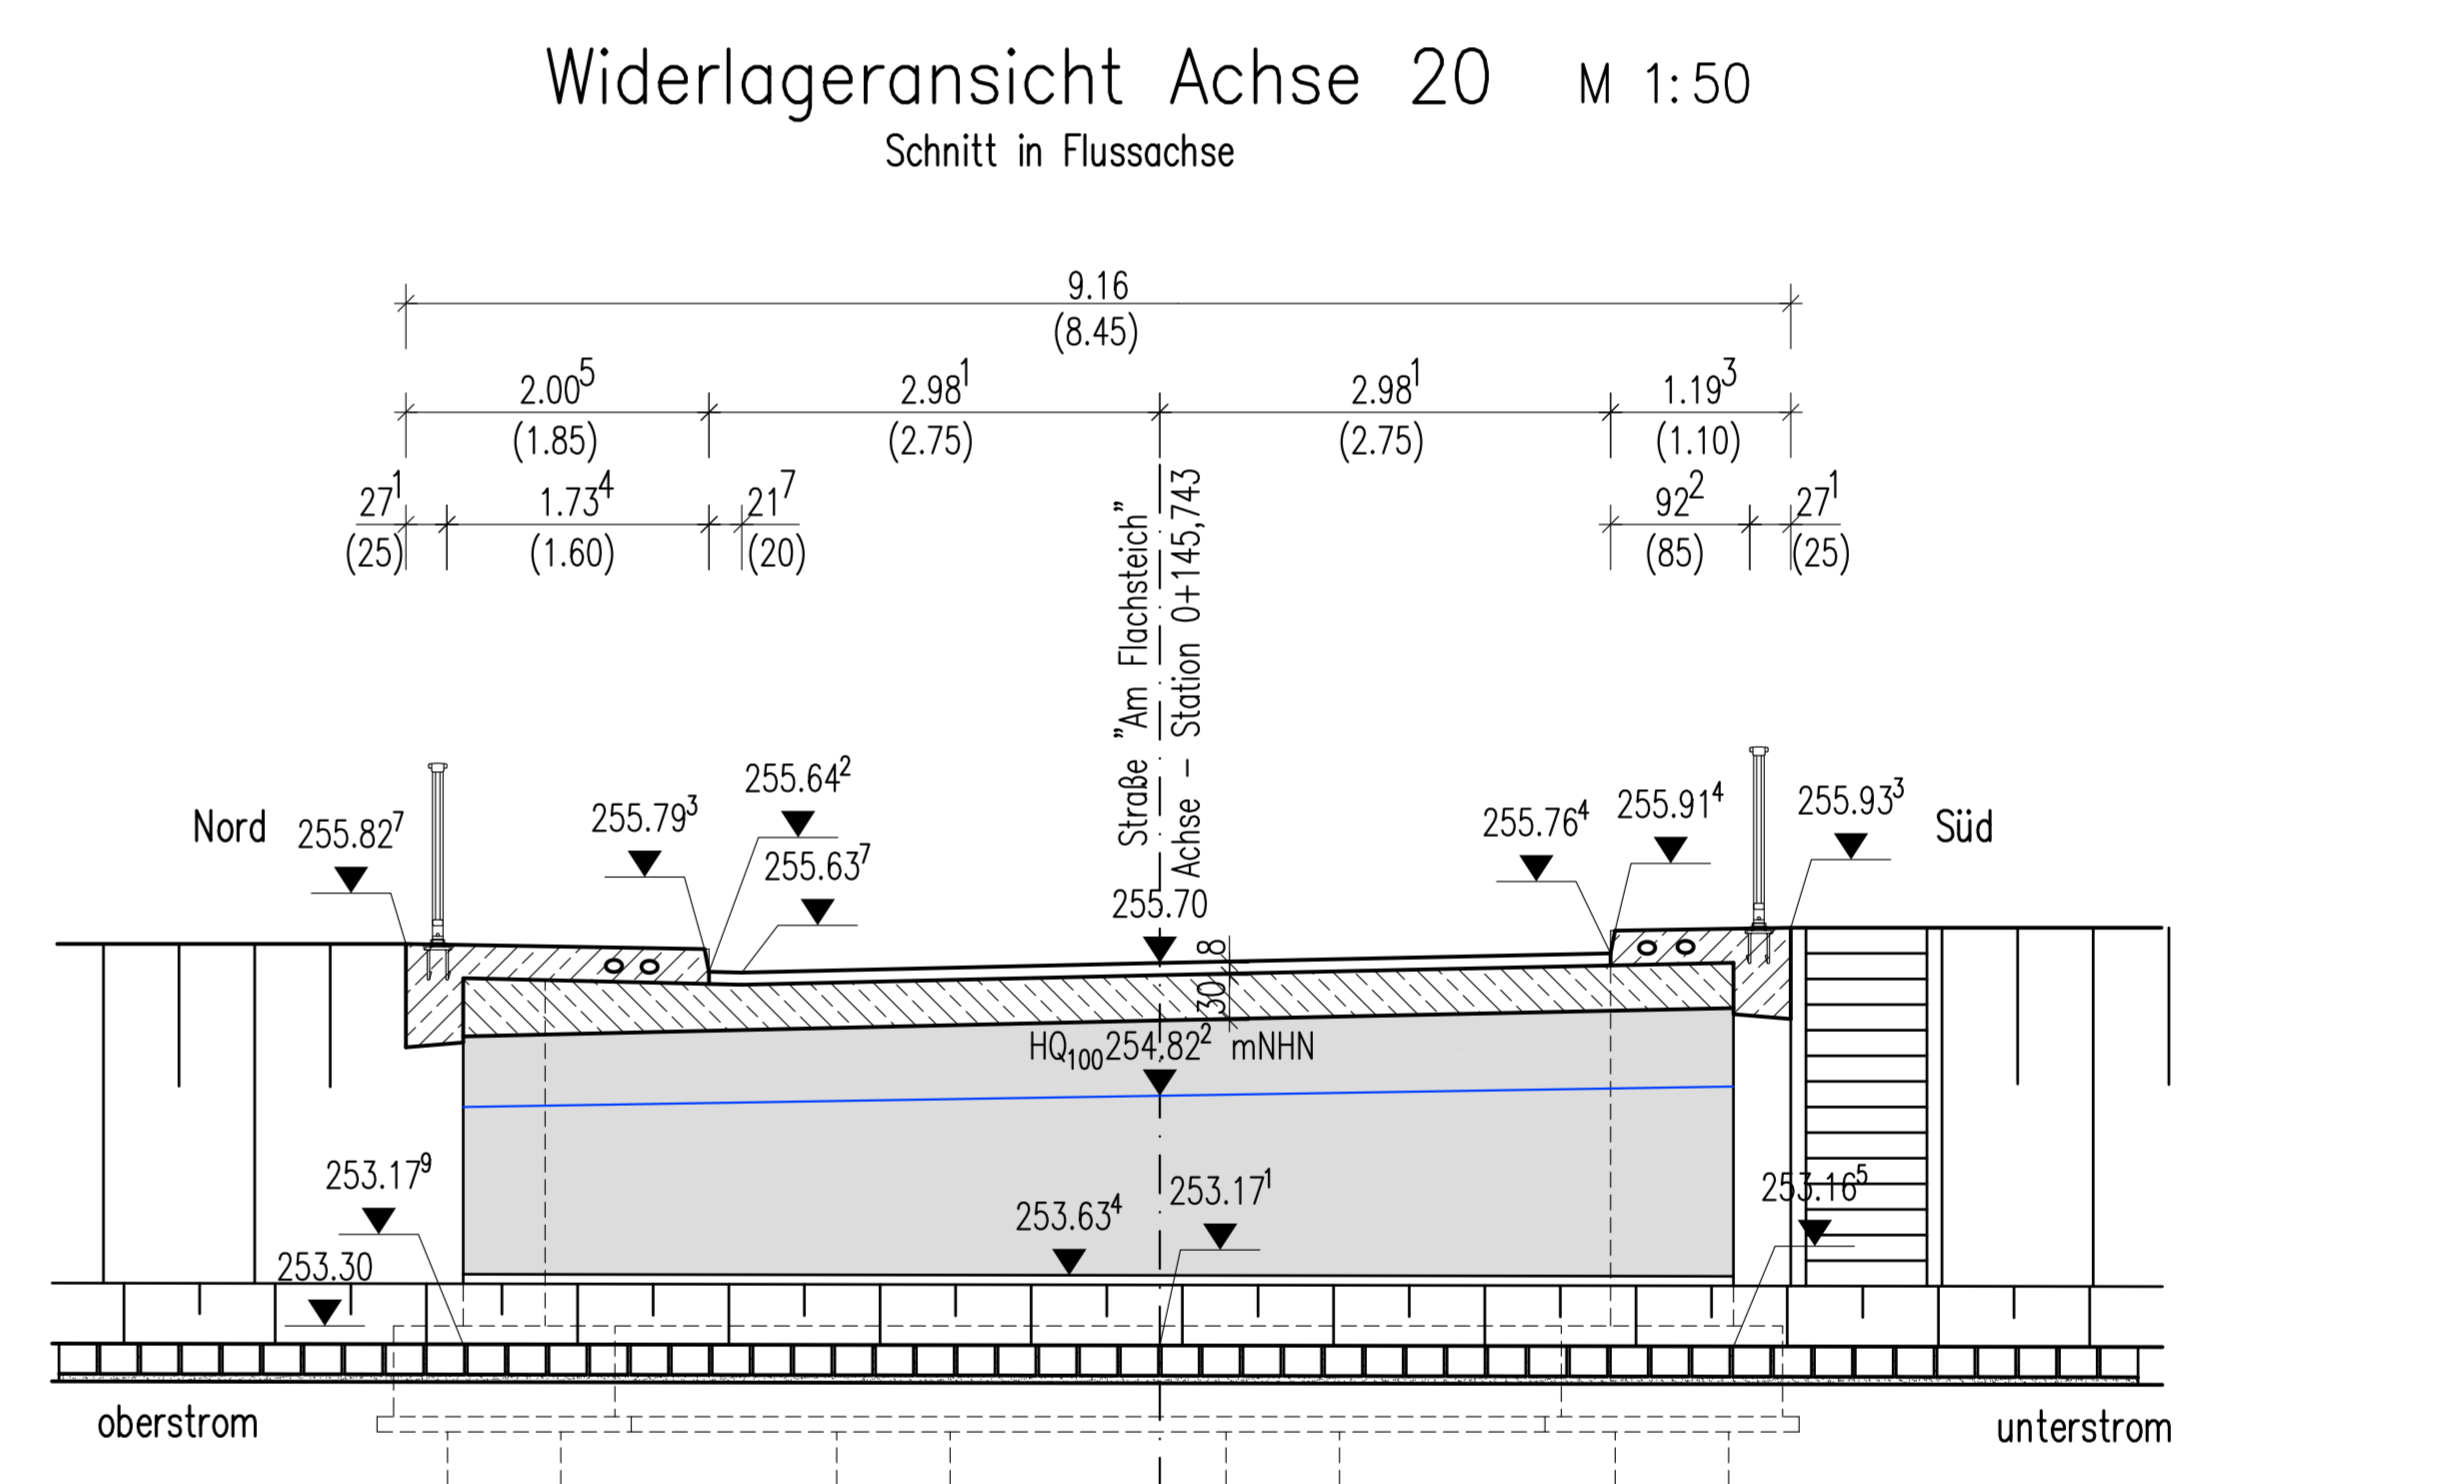 Widerlageransicht Achse 20 M 1:50
Schnitt in Flussachse
9.16
(8.45)
2.00⁵ 2.98¹ 2.98¹ 1.19³
(1.85) (2.75) (2.75) (1.10)
27¹ 1.73⁴ 21⁷ 92² 27¹
(25) (1.60) (20) (85) (25)
Straße "Am Flachsteich"
Achse - Station 0+145,743
Nord
255.82⁷
255.79³
255.64²
255.63⁷
255.70
255.76⁴
255.91⁴
255.93³
Süd
8
30
HQ₁₀₀254.82² mNHN
253.17⁹
253.30
253.63⁴
253.17¹
253.16⁵
oberstrom
unterstrom